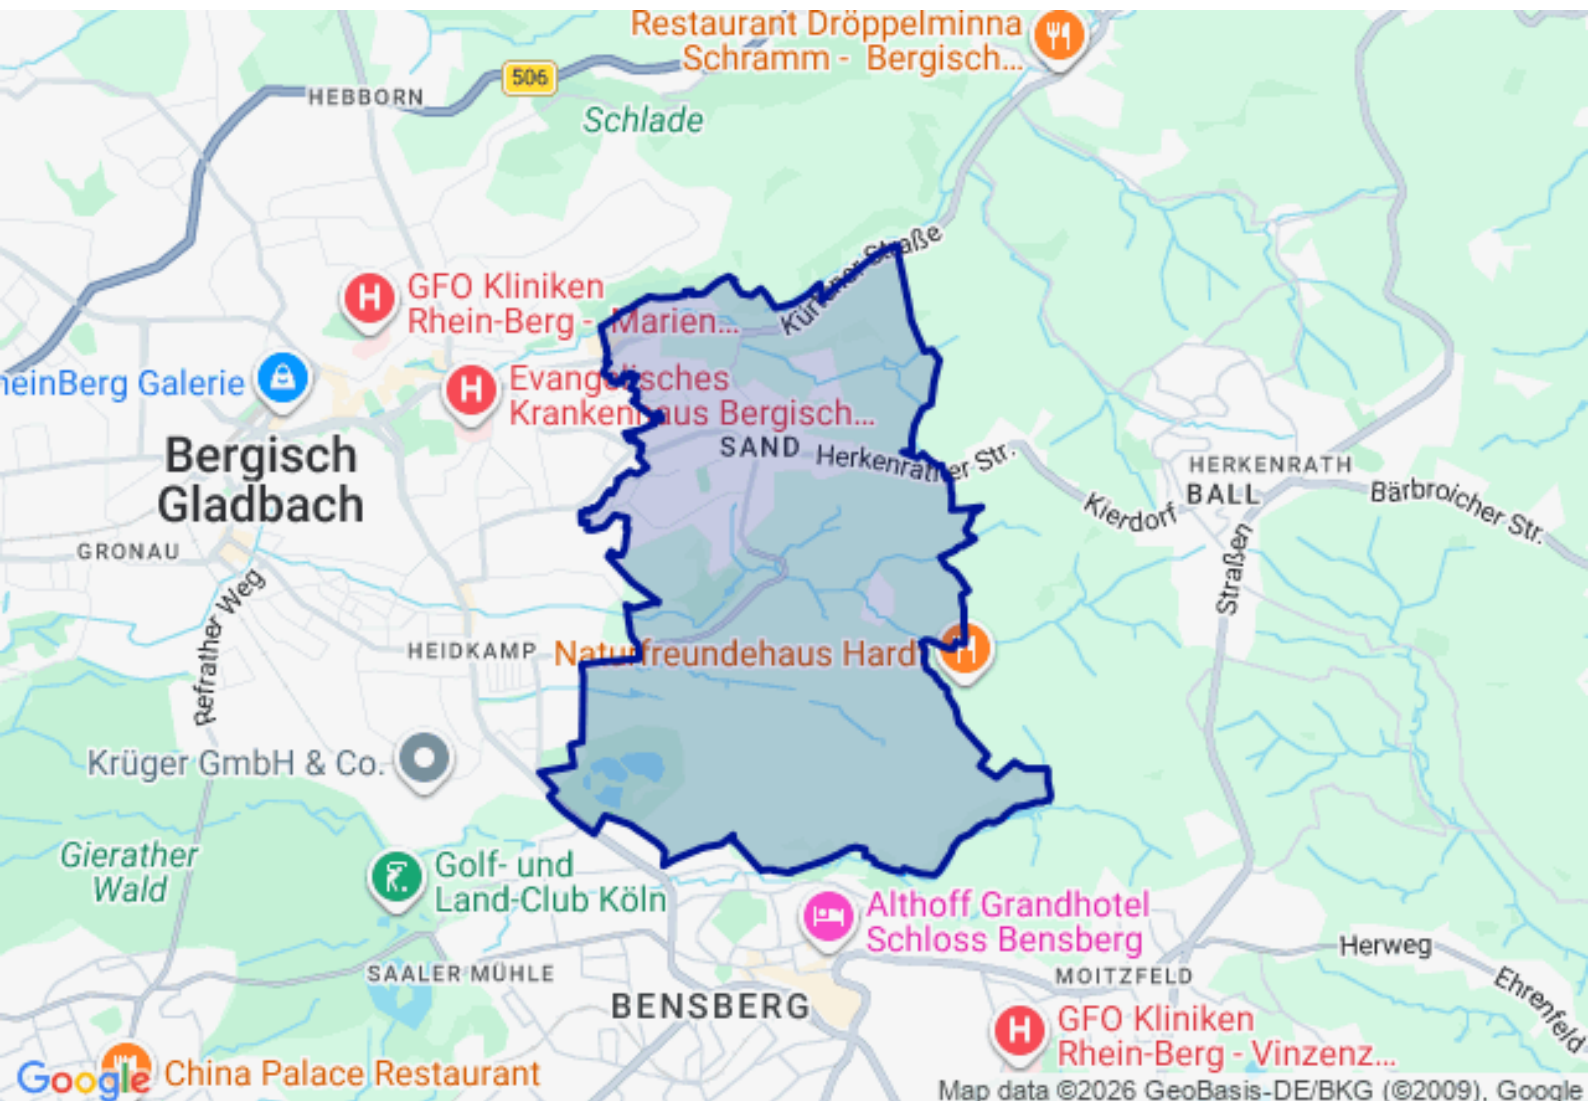 Restaurant Dröppelminna
Schramm - Bergisch...
506
HEBBORN
Schlade
Kürtener Straße
GFO Kliniken
Rhein-Berg - Marien...
heinBerg Galerie
Evangelisches
Krankenhaus Bergisch...
Bergisch
Gladbach
SAND
Herkenrather Str.
HERKENRATH
BALL
Bärbroicher Str.
Kierdorf
Straßen
GRONAU
Refrather Weg
HEIDKAMP
Naturfreundehaus Hardt
Krüger GmbH & Co.
Gierather
Wald
Golf- und
Land-Club Köln
Althoff Grandhotel
Schloss Bensberg
Herweg
Ehrenfeld
SAALER MÜHLE
MOITZFELD
BENSBERG
GFO Kliniken
Rhein-Berg - Vinzenz...
China Palace Restaurant
Google
Map data ©2026 GeoBasis-DE/BKG (©2009), Google